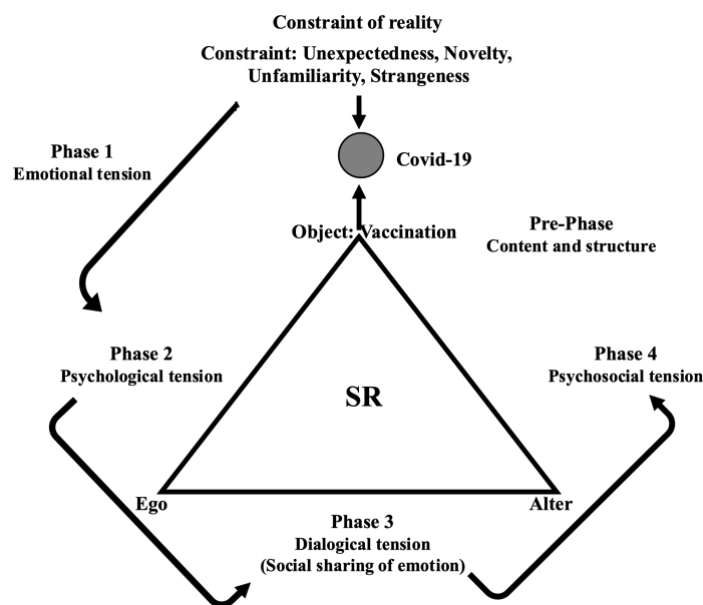 Constraint of reality
Constraint: Unexpectedness, Novelty,
Unfamiliarity, Strangeness
Phase 1
Emotional tension
Covid-19
Object: Vaccination
Pre-Phase
Content and structure
Phase 2
Psychological tension
Phase 4
Psychosocial tension
SR
Ego
Alter
Phase 3
Dialogical tension
(Social sharing of emotion)